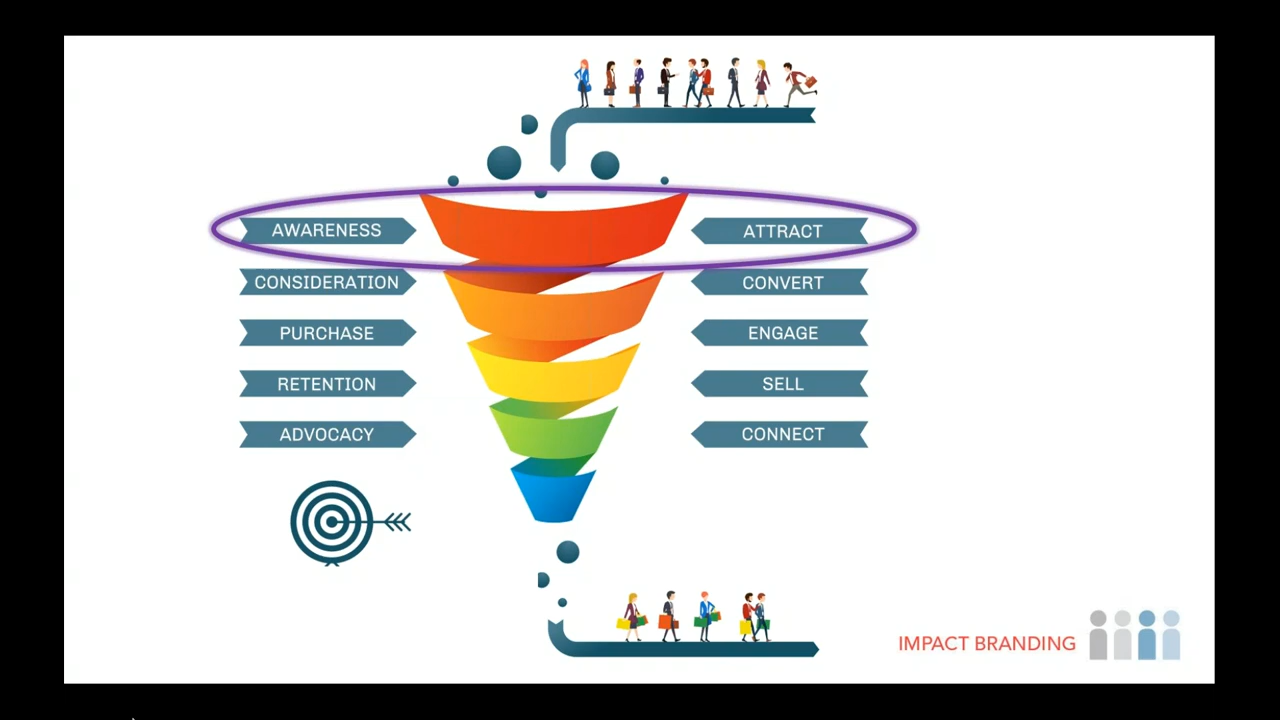 AWARENESS
ATTRACT
CONSIDERATION
CONVERT
PURCHASE
ENGAGE
RETENTION
SELL
ADVOCACY
CONNECT
IMPACT BRANDING